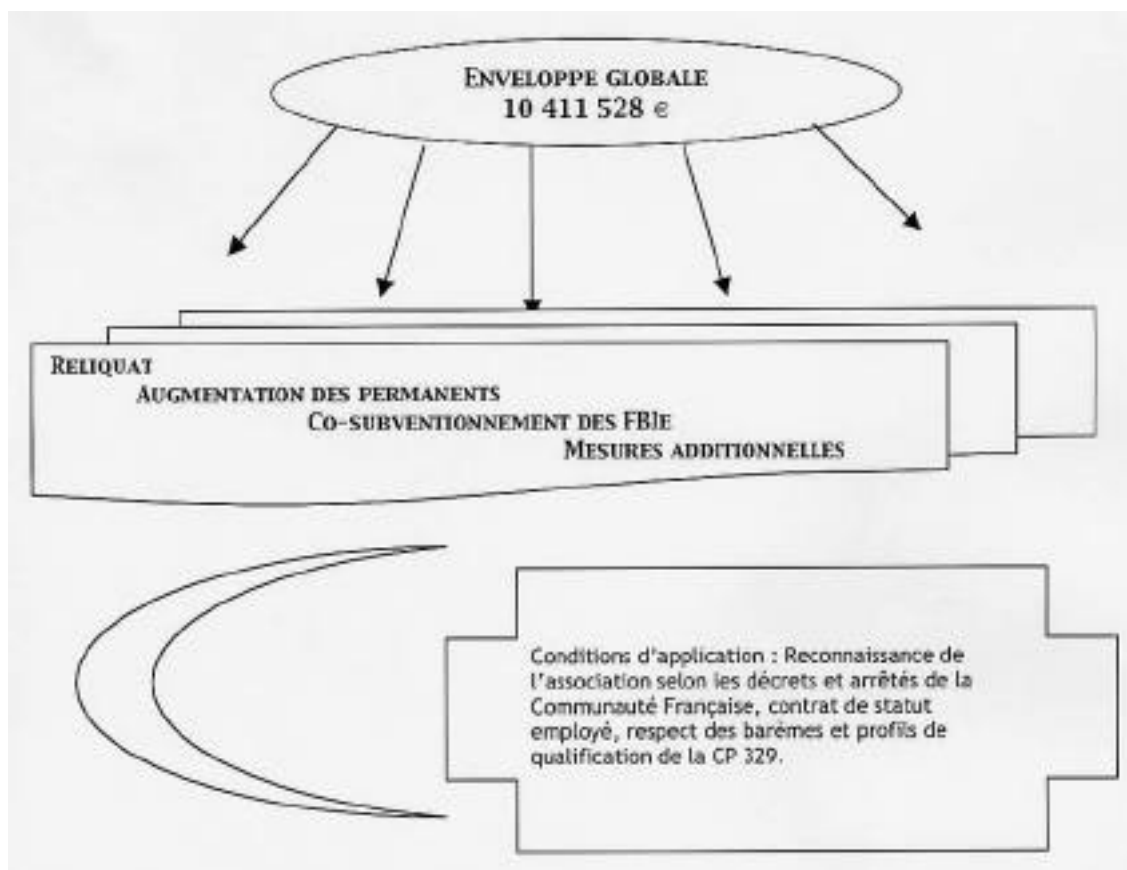 ENVELOPPE GLOBALE
10 411 528 €
RELIQUAT
AUGMENTATION DES PERMANENTS
CO-SUBVENTIONNEMENT DES FBIE
MESURES ADDITIONNELLES
Conditions d'application : Reconnaissance de
l'association selon les décrets et arrêtés de la
Communauté Française, contrat de statut
employé, respect des barèmes et profils de
qualification de la CP 329.